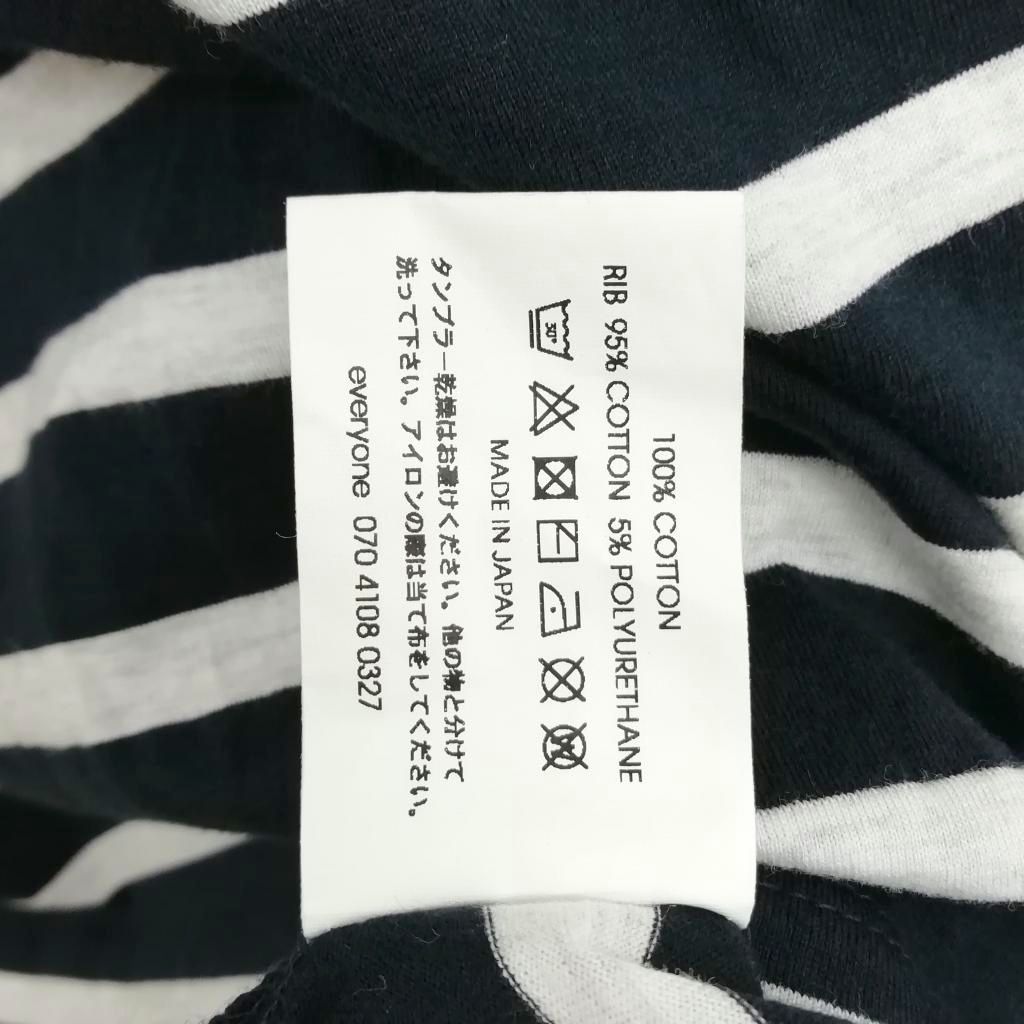 100% COTTON
RIB 95% COTTON 5% POLYURETHANE
30°
W
MADE IN JAPAN
タンブラー乾燥はお避けください。他の物と分けて
洗って下さい。アイロンの際は当て布をしてください。
everyone 070 4108 0327